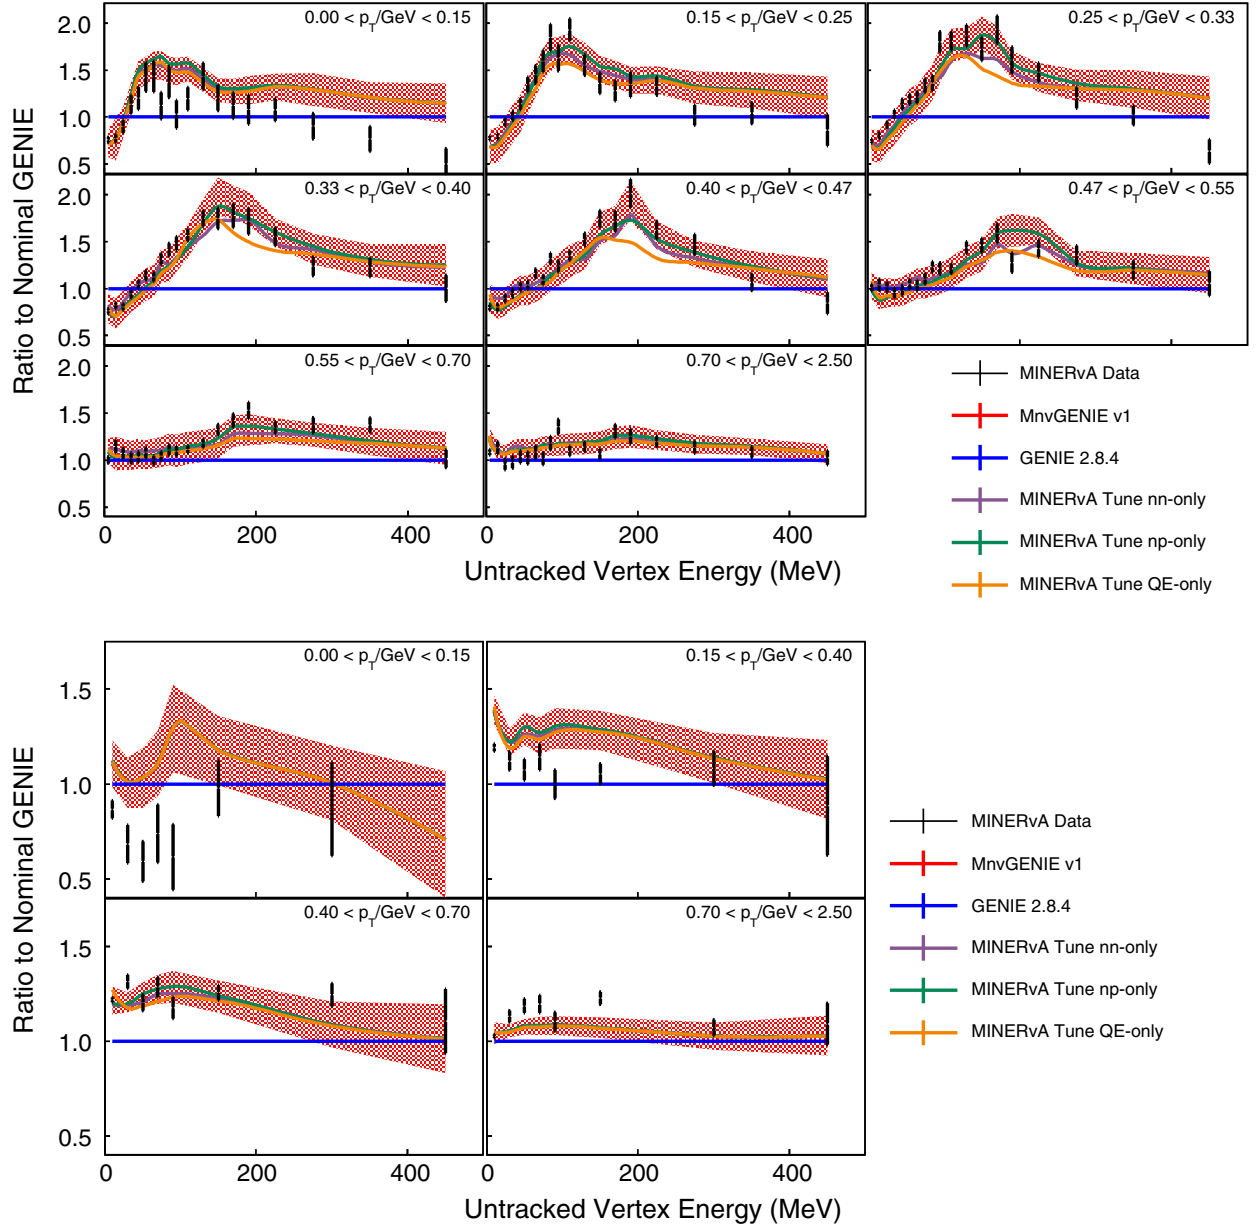 0.00 < p_T/GeV < 0.15
0.15 < p_T/GeV < 0.25
0.25 < p_T/GeV < 0.33
2.0
1.5
1.0
0.5
0.33 < p_T/GeV < 0.40
0.40 < p_T/GeV < 0.47
0.47 < p_T/GeV < 0.55
2.0
1.5
1.0
0.5
0.55 < p_T/GeV < 0.70
0.70 < p_T/GeV < 2.50
2.0
1.5
1.0
0.5
Ratio to Nominal GENIE
0 200 400 200 400
Untracked Vertex Energy (MeV)
MINERvA Data
MnvGENIE v1
GENIE 2.8.4
MINERvA Tune nn-only
MINERvA Tune np-only
MINERvA Tune QE-only
0.00 < p_T/GeV < 0.15
0.15 < p_T/GeV < 0.40
1.5
1.0
0.5
0.40 < p_T/GeV < 0.70
0.70 < p_T/GeV < 2.50
1.5
1.0
0.5
Ratio to Nominal GENIE
0 200 400 0 200 400
Untracked Vertex Energy (MeV)
MINERvA Data
MnvGENIE v1
GENIE 2.8.4
MINERvA Tune nn-only
MINERvA Tune np-only
MINERvA Tune QE-only